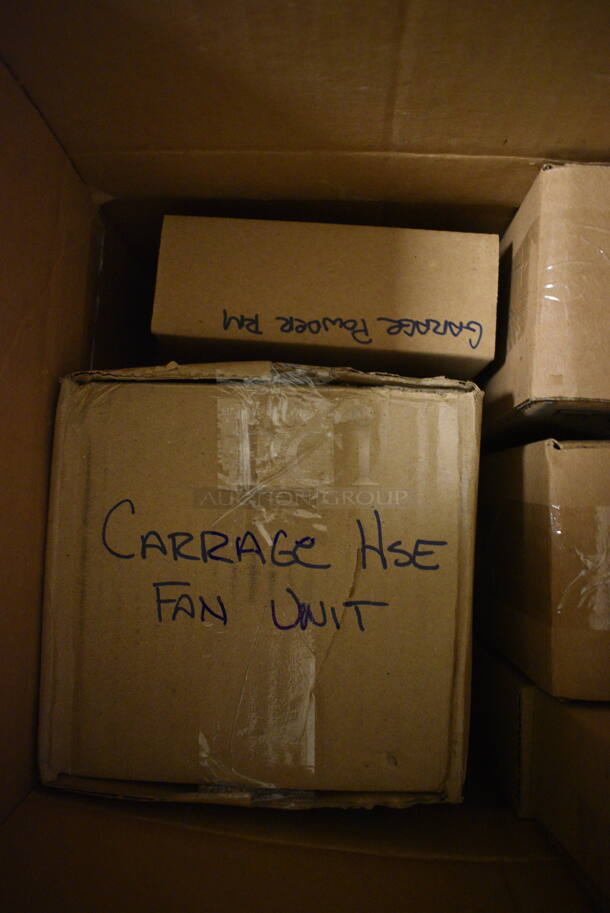 GARAGE POWDER RM
AUCTION GROUP
CARRAGE HSE
FAN UNIT